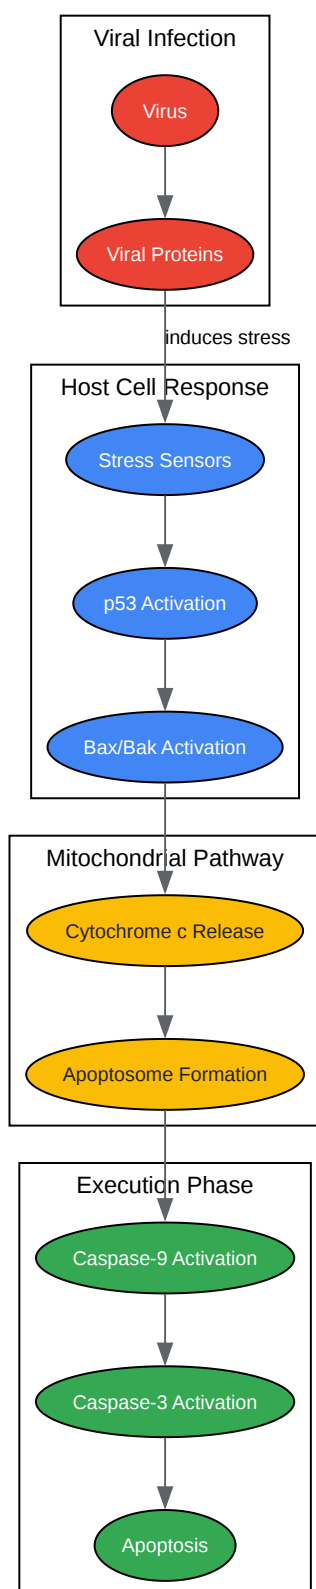 Viral Infection
Virus
Viral Proteins
induces stress
Host Cell Response
Stress Sensors
p53 Activation
Bax/Bak Activation
Mitochondrial Pathway
Cytochrome c Release
Apoptosome Formation
Execution Phase
Caspase-9 Activation
Caspase-3 Activation
Apoptosis